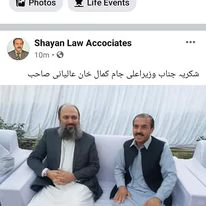 Photos
Life Events
Shayan Law Accociates
10m
شکریہ جناب وزیراعلی جام کمال خان عالیانی صاحب